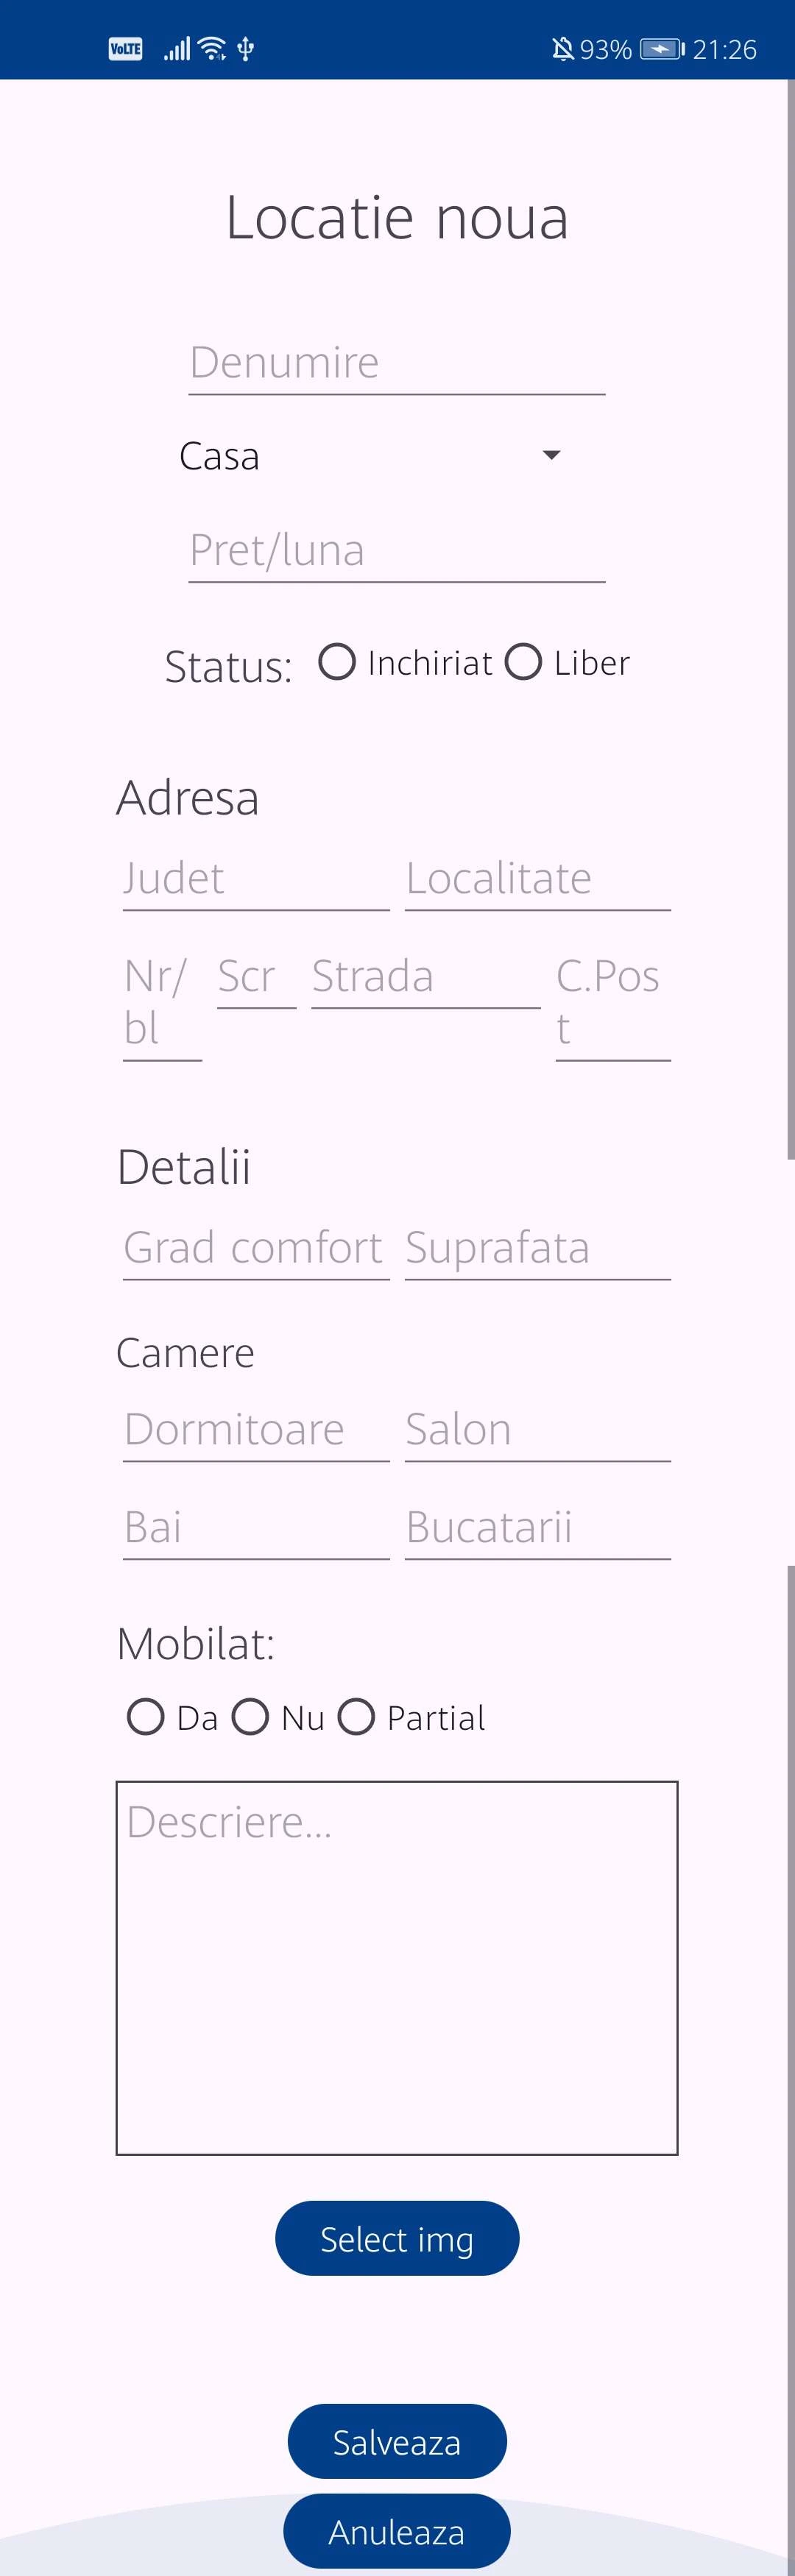 VoLTE 93% 21:26
Locatie noua
Denumire
Casa
Pret/luna
Status: Inchiriat Liber
Adresa
Judet Localitate
Nr/ Scr Strada C.Pos
bl t
Detalii
Grad comfort Suprafata
Camere
Dormitoare Salon
Bai Bucatarii
Mobilat:
Da Nu Partial
Descriere...
Select img
Salveaza
Anuleaza